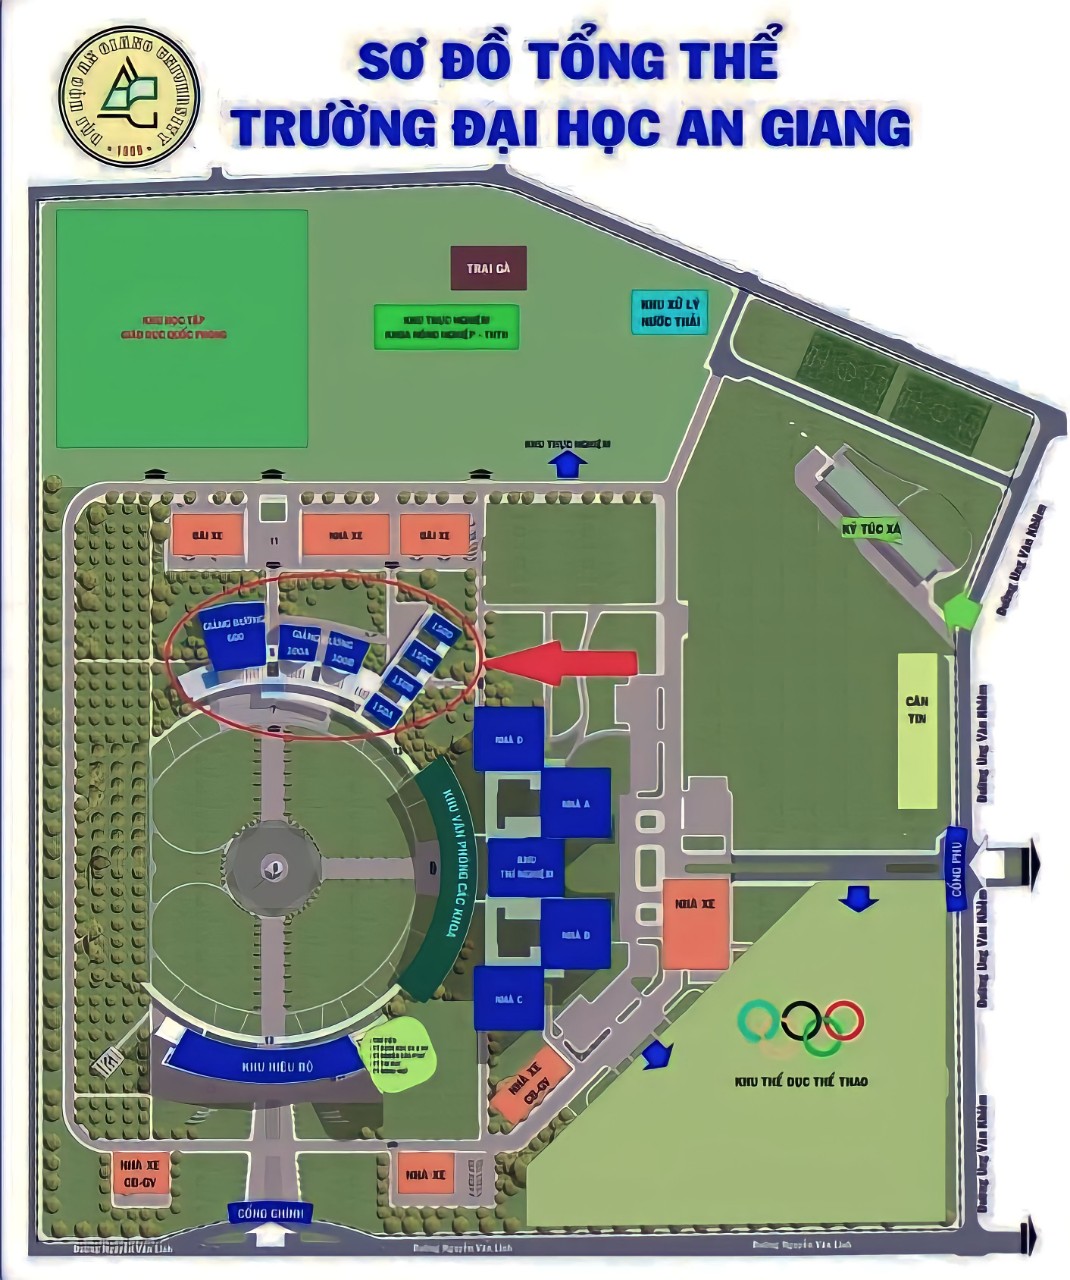 SƠ ĐỒ TỔNG THỂ
TRƯỜNG ĐẠI HỌC AN GIANG
TRẠI GÀ
KHU XỬ LÝ
NƯỚC THẢI
KHU HỌC TẬP
GIÁO DỤC QUỐC PHÒNG
KHU THỰC NGHIỆM
KHOA NÔNG NGHIỆP - TNTN
KHU THỰC NGHIỆM
BÃI XE
NHÀ XE
BÃI XE
KÝ TÚC XÁ
Đường Ung Văn Khiêm
GIẢNG ĐƯỜNG
600
GIẢNG ĐƯỜNG
300A
300B
150D
150C
150B
150A
CĂN
TIN
Đường Ung Văn Khiêm
NHÀ D
NHÀ A
KHU
THÍ NGHIỆM
NHÀ B
NHÀ C
KHU VĂN PHÒNG CÁC KHOA
CỔNG PHỤ
NHÀ XE
Đường Ung Văn Khiêm
KHU HIỆU BỘ
NHÀ XE
CB-GV
KHU THỂ DỤC THỂ THAO
NHÀ XE
CB-GV
NHÀ XE
Đường Ung Văn Khiêm
CỔNG CHÍNH
Đường Nguyễn Văn Linh
Đường Nguyễn Văn Linh
Đường Nguyễn Văn Linh